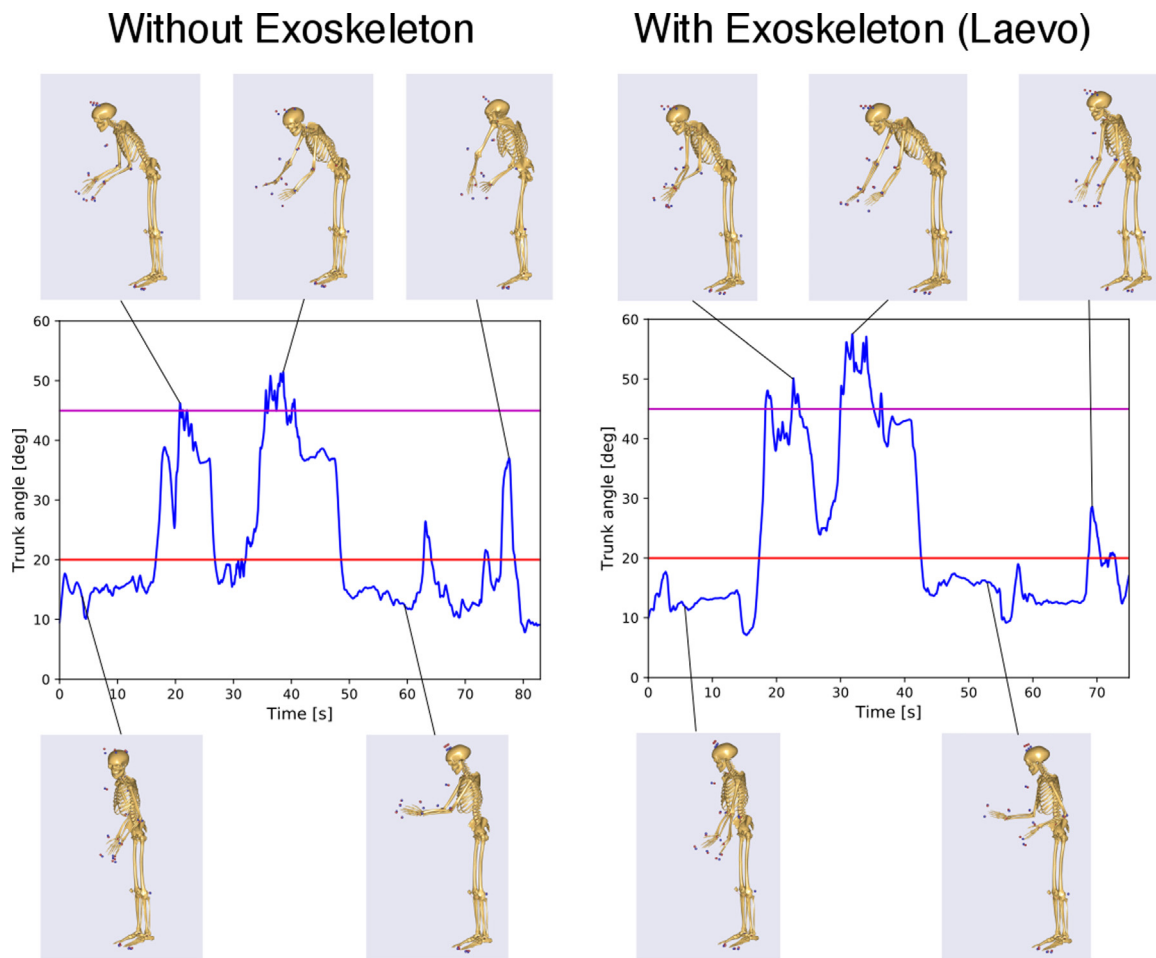 Without Exoskeleton
With Exoskeleton (Laevo)
60
50
40
30
20
10
0
Trunk angle [deg]
0 10 20 30 40 50 60 70 80
Time [s]
60
50
40
30
20
10
0
Trunk angle [deg]
0 10 20 30 40 50 60 70
Time [s]